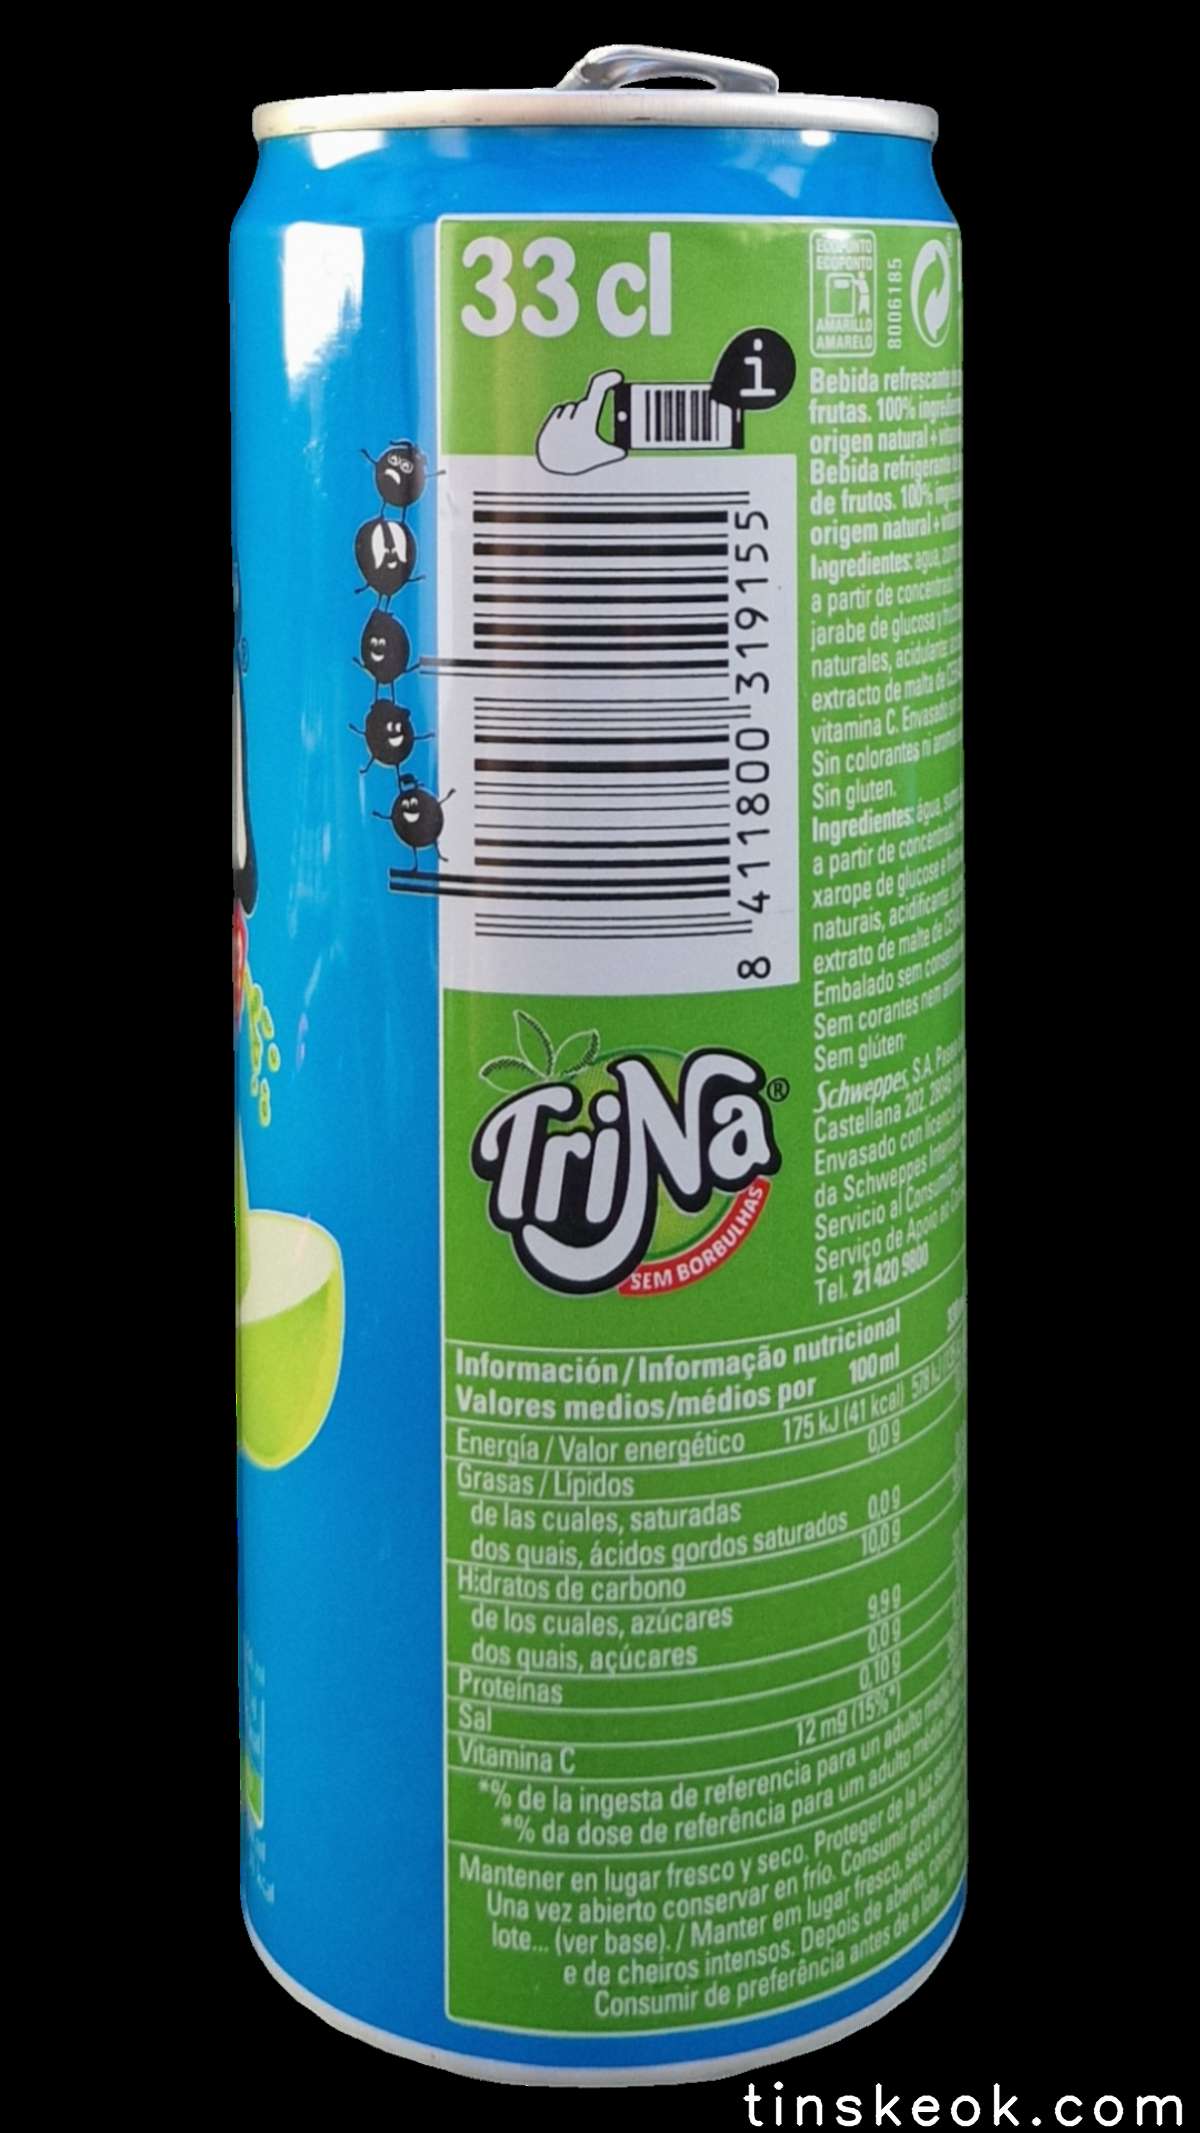 33 cl
ECOPONTO
AMARILLO
AMARELO
8006185
i
Bebida refrescante
frutas. 100%
origen natural +
Bebida refrigerante
de frutos. 100%
origem natural +
Ingredientes: agua,
a partir de
jarabe de glucosa y
naturales,
extracto de malta de
vitamina C. Envasado
Sin colorantes ni
Sin gluten.
Ingredientes: água,
a partir de
xarope de glucose e
naturais,
extrato de malte de
Embalado sem
Sem corantes nem
Sem glúten
Schweppes, S.A.
Castellana 202,
Envasado con
da Schweppes
Servicio al
Serviço de Apoio
Tel. 21 420 9800
8 411800 319155
TriNa®
SEM BORBULHAS
Información / Informação nutricional
Valores medios/médios por 100 ml
Energía / Valor energético 175 kJ (41 kcal)
Grasas / Lípidos 0,0 g
de las cuales, saturadas
dos quais, ácidos gordos saturados 0,0 g
Hidratos de carbono 10,0 g
de los cuales, azúcares
dos quais, açúcares 9,9 g
Proteínas 0,0 g
Sal 0,10 g
Vitamina C 12 mg (15%*)
*% de la ingesta de referencia para un adulto
*% da dose de referência para um adulto
Mantener en lugar fresco y seco. Proteger de la luz
Una vez abierto conservar en frío. Consumir
lote... (ver base). / Manter em lugar fresco, seco
e de cheiros intensos. Depois de aberto,
Consumir de preferência antes de
tinskeok.com